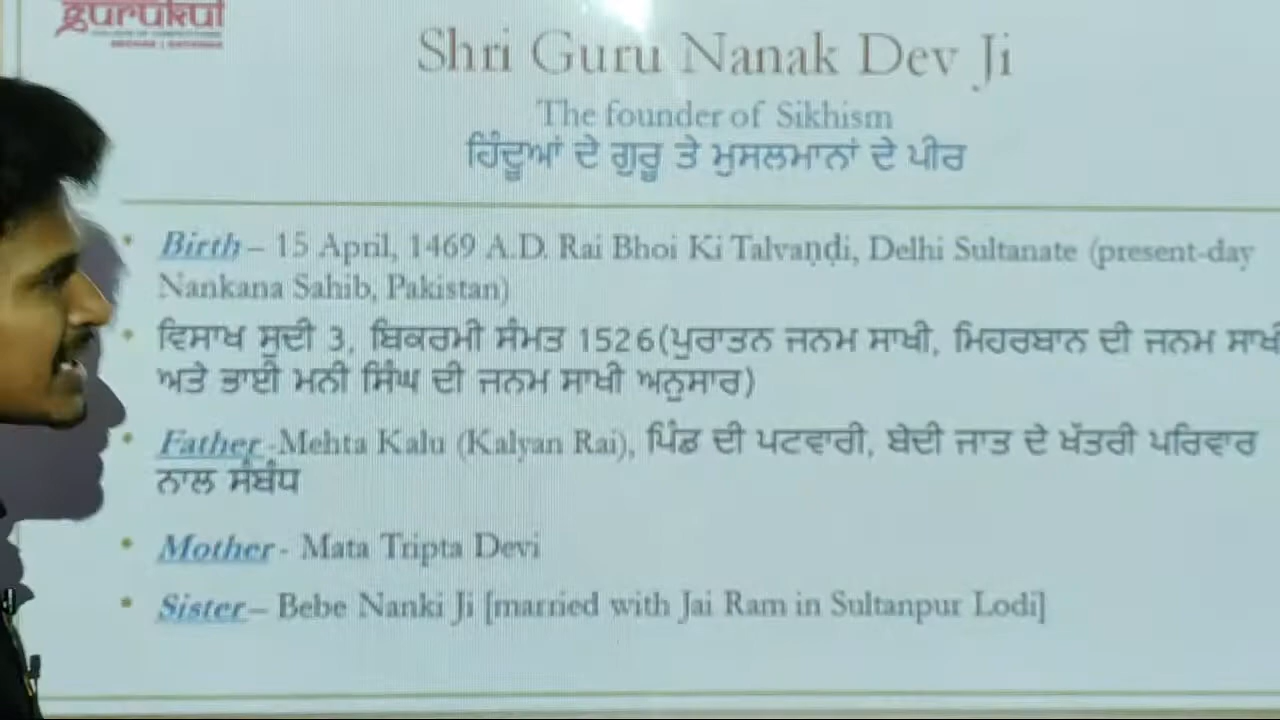 gurukul
Shri Guru Nanak Dev Ji
The founder of Sikhism
ਹਿੰਦੂਆਂ ਦੇ ਗੁਰੂ ਤੇ ਮੁਸਲਮਾਨਾਂ ਦੇ ਪੀਰ
• Birth – 15 April, 1469 A.D. Rai Bhoi Ki Talvaṇḍi, Delhi Sultanate (present-day
Nankana Sahib, Pakistan)
• ਵਿਸਾਖ ਸੁਦੀ 3, ਬਿਕਰਮੀ ਸੰਮਤ 1526(ਪੁਰਾਤਨ ਜਨਮ ਸਾਖੀ, ਮਿਹਰਬਾਨ ਦੀ ਜਨਮ ਸਾਖੀ
ਅਤੇ ਭਾਈ ਮਨੀ ਸਿੰਘ ਦੀ ਜਨਮ ਸਾਖੀ ਅਨੁਸਾਰ)
• Father -Mehta Kalu (Kalyan Rai), ਪਿੰਡ ਦੀ ਪਟਵਾਰੀ, ਬੇਦੀ ਜਾਤ ਦੇ ਖੱਤਰੀ ਪਰਿਵਾਰ
ਨਾਲ ਸੰਬੰਧ
• Mother - Mata Tripta Devi
• Sister – Bebe Nanki Ji [married with Jai Ram in Sultanpur Lodi]